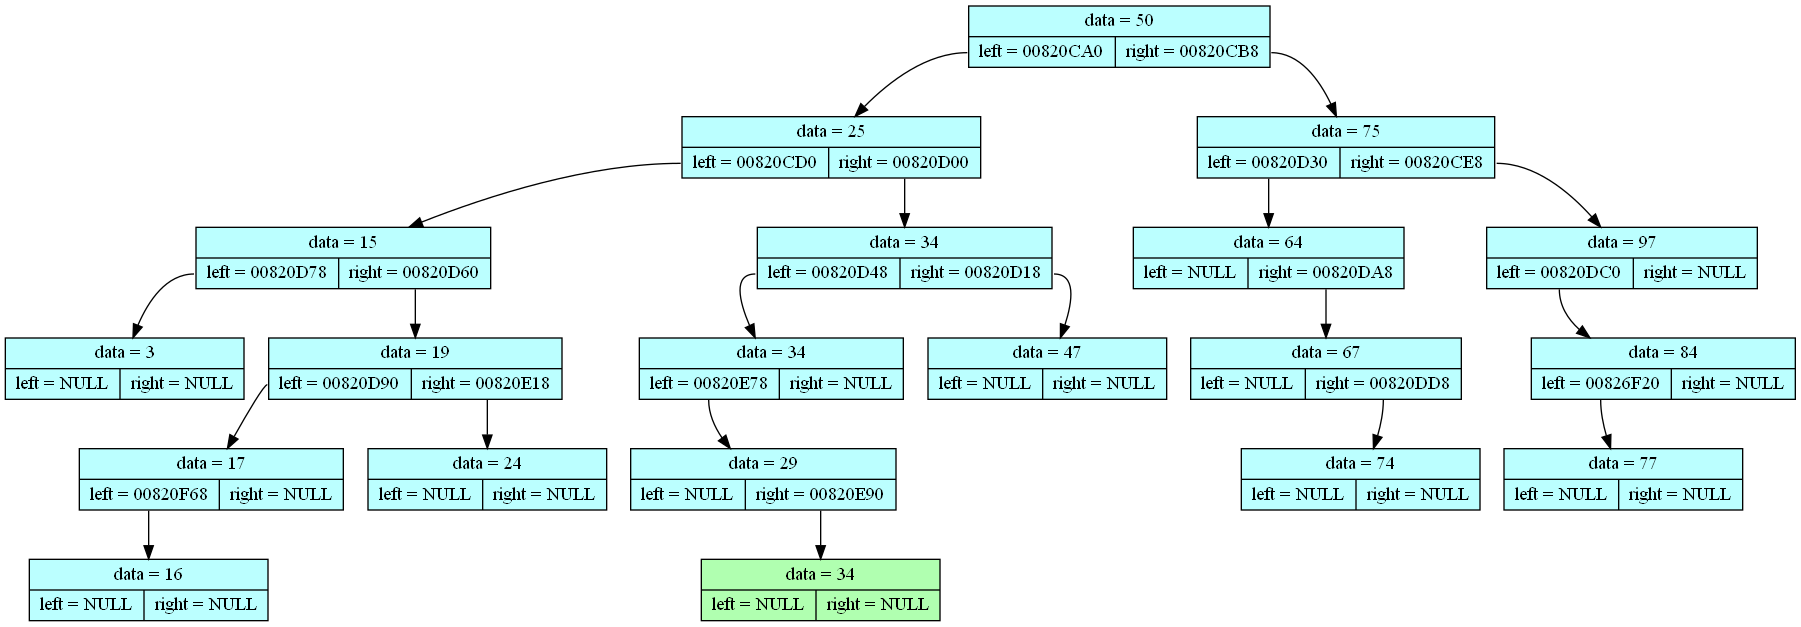 data = 50
left = 00820CA0 right = 00820CB8
data = 25
left = 00820CD0 right = 00820D00
data = 75
left = 00820D30 right = 00820CE8
data = 15
left = 00820D78 right = 00820D60
data = 34
left = 00820D48 right = 00820D18
data = 64
left = NULL right = 00820DA8
data = 97
left = 00820DC0 right = NULL
data = 3
left = NULL right = NULL
data = 19
left = 00820D90 right = 00820E18
data = 34
left = 00820E78 right = NULL
data = 47
left = NULL right = NULL
data = 67
left = NULL right = 00820DD8
data = 84
left = 00826F20 right = NULL
data = 17
left = 00820F68 right = NULL
data = 24
left = NULL right = NULL
data = 29
left = NULL right = 00820E90
data = 74
left = NULL right = NULL
data = 77
left = NULL right = NULL
data = 16
left = NULL right = NULL
data = 34
left = NULL right = NULL